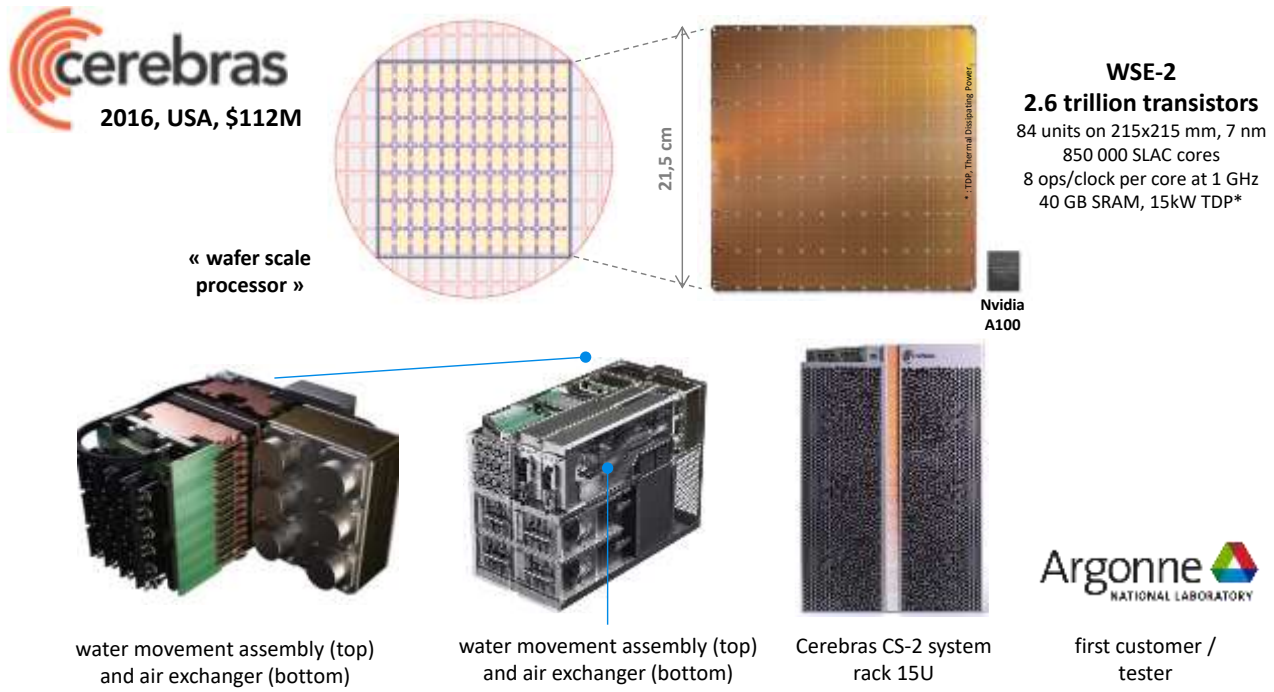 cerebras
2016, USA, $112M
« wafer scale
processor »
21,5 cm
* : TDP, Thermal Dissipating Power.
WSE-2
2.6 trillion transistors
84 units on 215x215 mm, 7 nm
850 000 SLAC cores
8 ops/clock per core at 1 GHz
40 GB SRAM, 15kW TDP*
Nvidia
A100
water movement assembly (top)
and air exchanger (bottom)
water movement assembly (top)
and air exchanger (bottom)
Cerebras CS-2 system
rack 15U
Argonne
NATIONAL LABORATORY
first customer /
tester